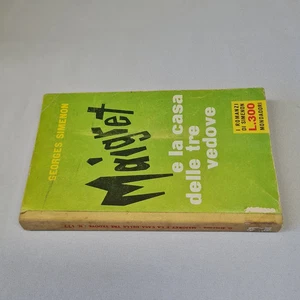 GEORGES SIMENON
Maigret
e la casa
delle tre
vedove
I ROMANZI
DI SIMENON
L.300
MONDADORI